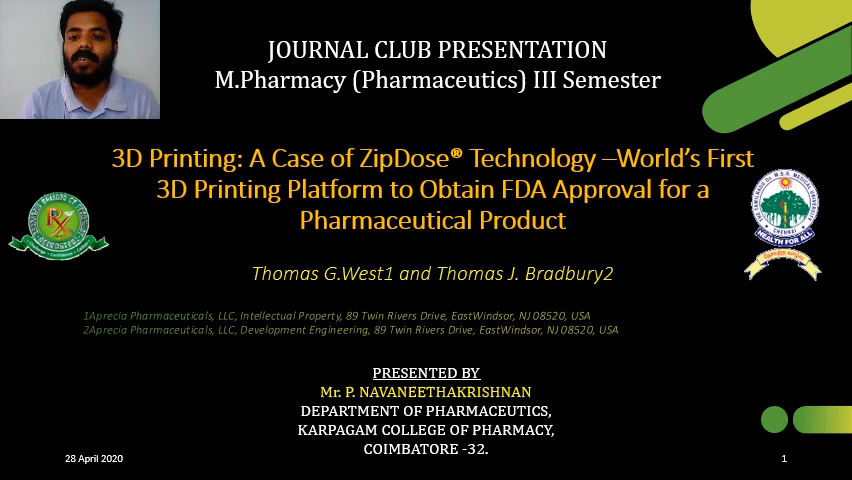 JOURNAL CLUB PRESENTATION
M.Pharmacy (Pharmaceutics) III Semester
3D Printing: A Case of ZipDose® Technology –World's First
3D Printing Platform to Obtain FDA Approval for a
Pharmaceutical Product
CHENNAI
HEALTH FOR ALL
Thomas G.West1 and Thomas J. Bradbury2
1Aprecia Pharmaceuticals, LLC, Intellectual Property, 89 Twin Rivers Drive, EastWindsor, NJ 08520, USA
2Aprecia Pharmaceuticals, LLC, Development Engineering, 89 Twin Rivers Drive, EastWindsor, NJ 08520, USA
PRESENTED BY
Mr. P. NAVANEETHAKRISHNAN
DEPARTMENT OF PHARMACEUTICS,
KARPAGAM COLLEGE OF PHARMACY,
COIMBATORE -32.
28 April 2020
1